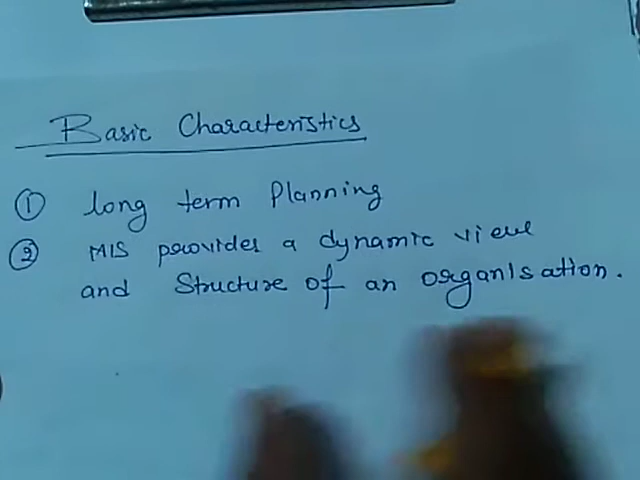 Basic Characteristics
① long term Planning
② MIS provides a dynamic view
and Structure of an organisation.